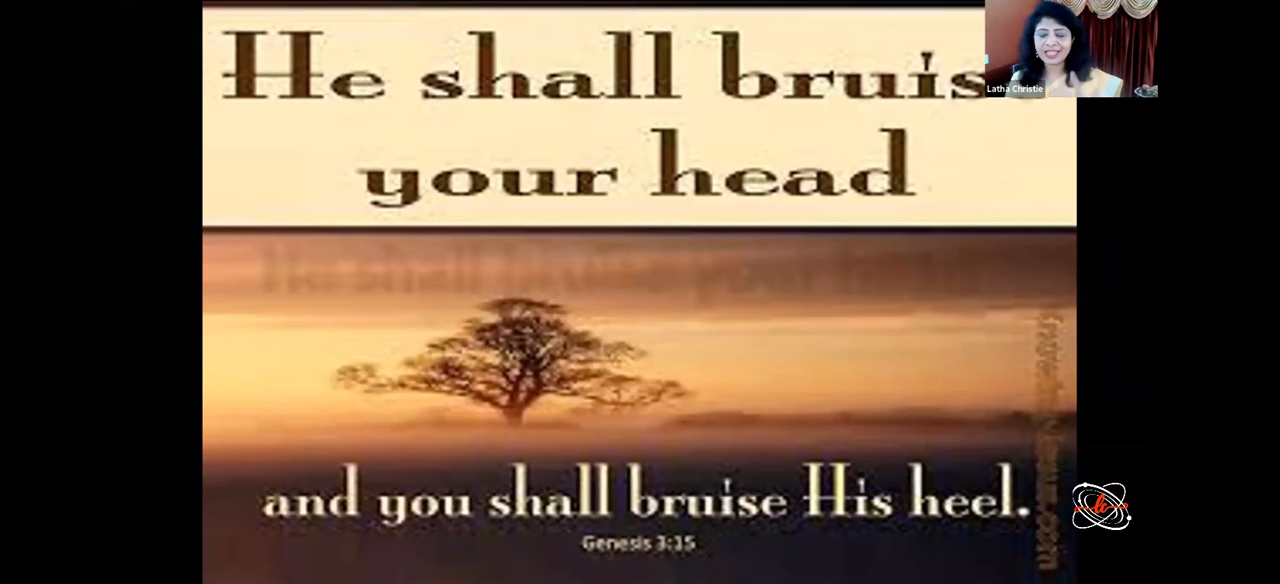 He shall bruis
your head
Latha Christie
and you shall bruise His heel.
Genesis 3:15